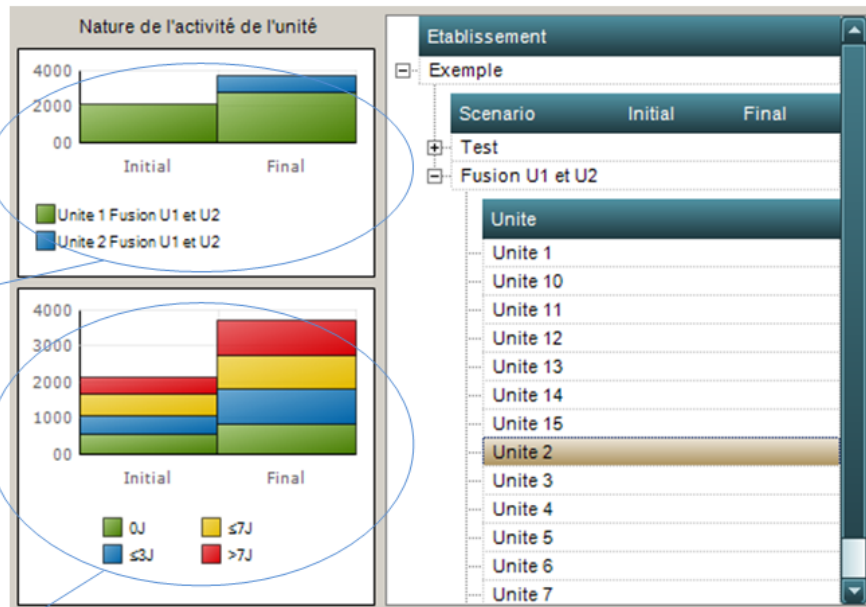 Nature de l'activité de l'unité
4000
2000
00
Initial Final
Unite 1 Fusion U1 et U2
Unite 2 Fusion U1 et U2
4000
3000
2000
1000
00
Initial Final
0J ≤7J
≤3J >7J
Etablissement
Exemple
Scenario Initial Final
Test
Fusion U1 et U2
Unite
Unite 1
Unite 10
Unite 11
Unite 12
Unite 13
Unite 14
Unite 15
Unite 2
Unite 3
Unite 4
Unite 5
Unite 6
Unite 7